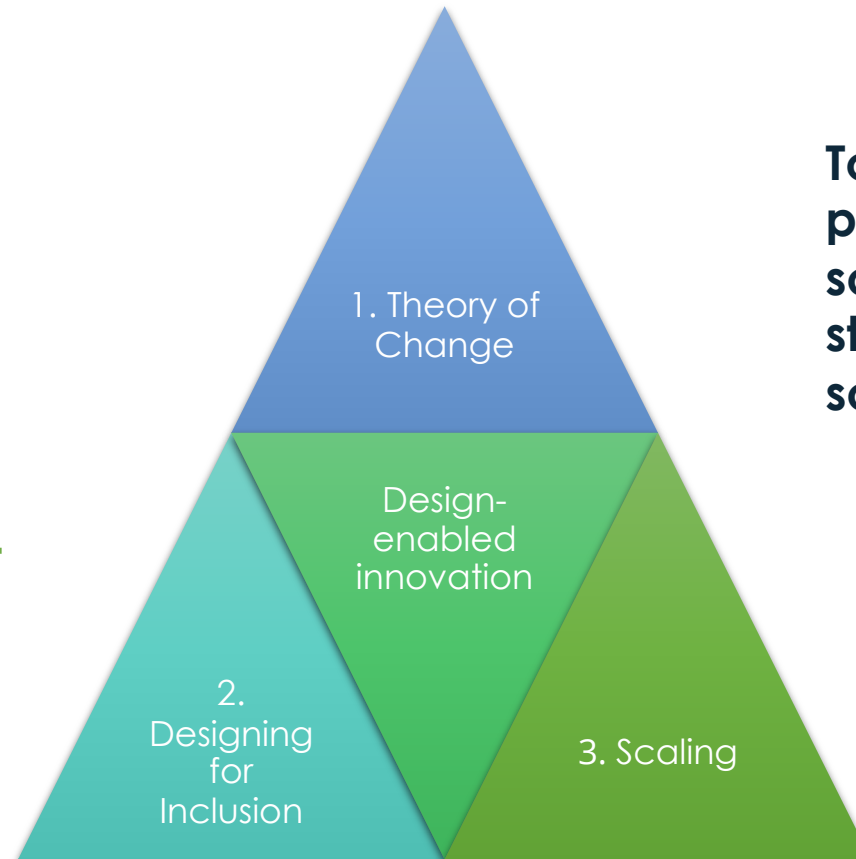 1. Theory of
Change
Design-
enabled
innovation
2.
Designing
for
Inclusion
3. Scaling